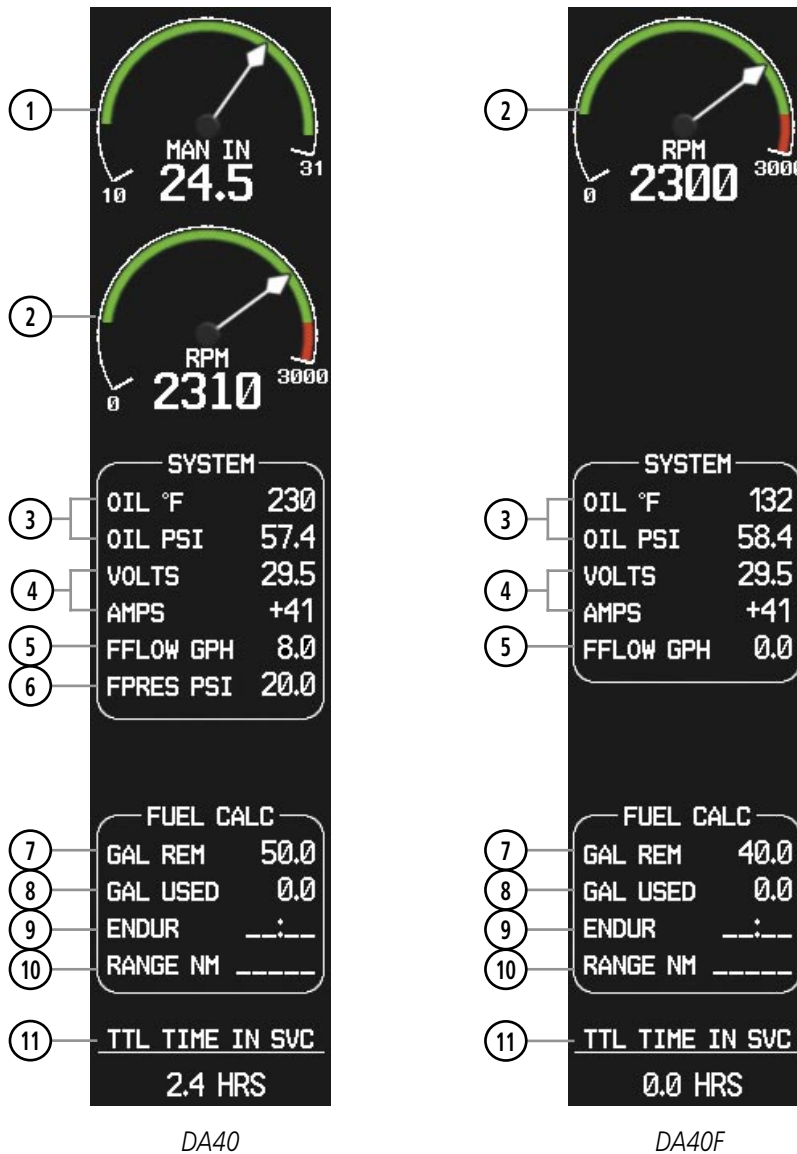 1
MAN IN
24.5
10
31
2
RPM
2310
0
3000
SYSTEM
3
OIL °F 230
OIL PSI 57.4
4
VOLTS 29.5
AMPS +41
5
FFLOW GPH 8.0
6
FPRES PSI 20.0
FUEL CALC
7
GAL REM 50.0
8
GAL USED 0.0
9
ENDUR __:__
10
RANGE NM _____
11
TTL TIME IN SVC
2.4 HRS
DA40
2
RPM
2300
0
3000
SYSTEM
3
OIL °F 132
OIL PSI 58.4
4
VOLTS 29.5
AMPS +41
5
FFLOW GPH 0.0
FUEL CALC
7
GAL REM 40.0
8
GAL USED 0.0
9
ENDUR __:__
10
RANGE NM _____
11
TTL TIME IN SVC
0.0 HRS
DA40F